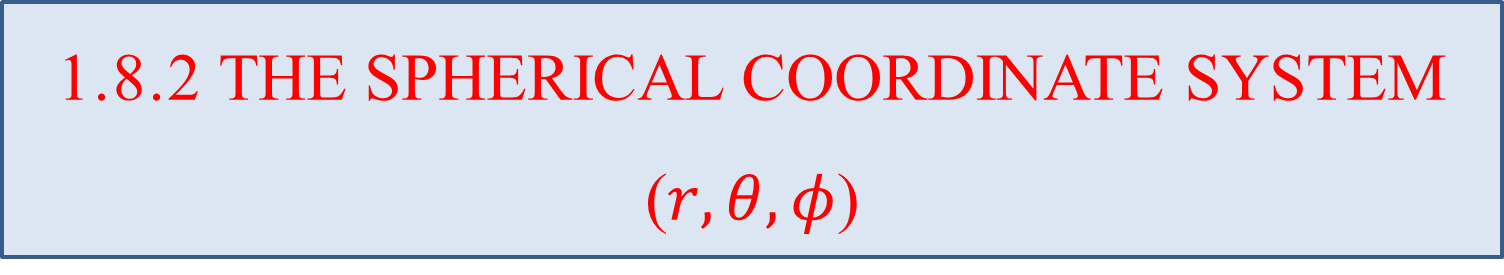 1.8.2 THE SPHERICAL COORDINATE SYSTEM
(𝑟, 𝜃, 𝜙)